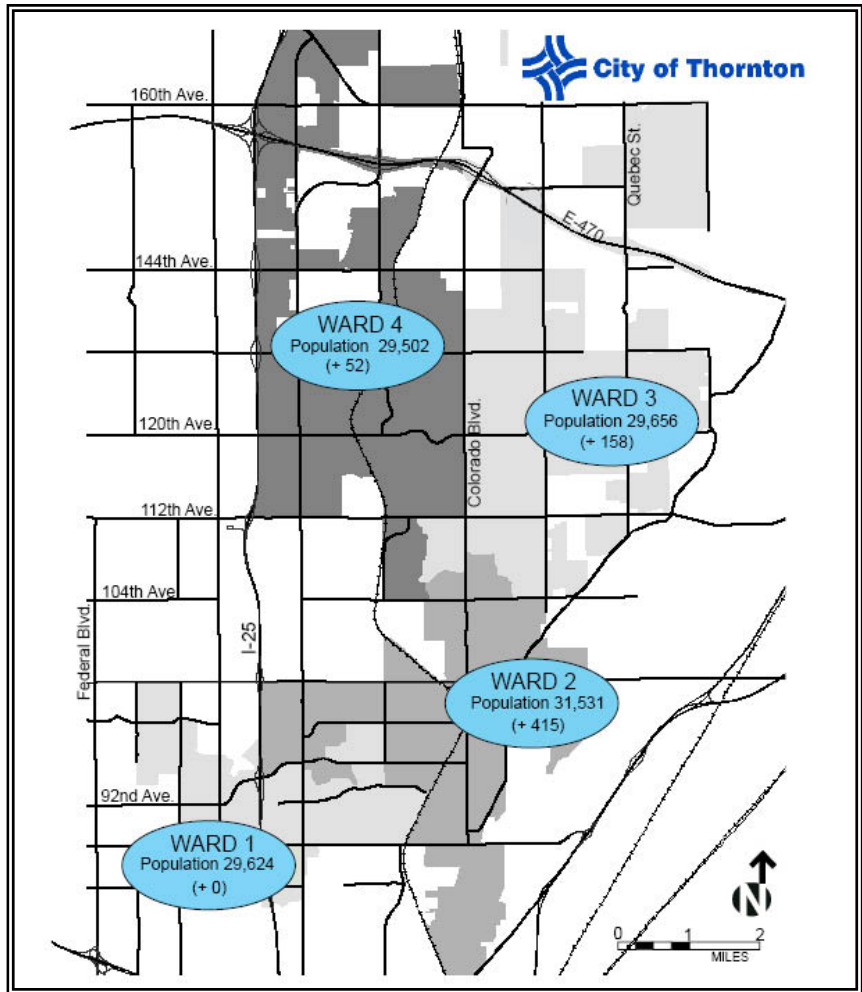 City of Thornton
160th Ave.
Quebec St.
E-470
144th Ave.
WARD 4
Population 29,502
(+ 52)
WARD 3
Population 29,656
(+ 158)
120th Ave.
Colorado Blvd.
112th Ave.
104th Ave.
Federal Blvd.
I-25
WARD 2
Population 31,531
(+ 415)
92nd Ave.
WARD 1
Population 29,624
(+ 0)
N
0 1 2
MILES